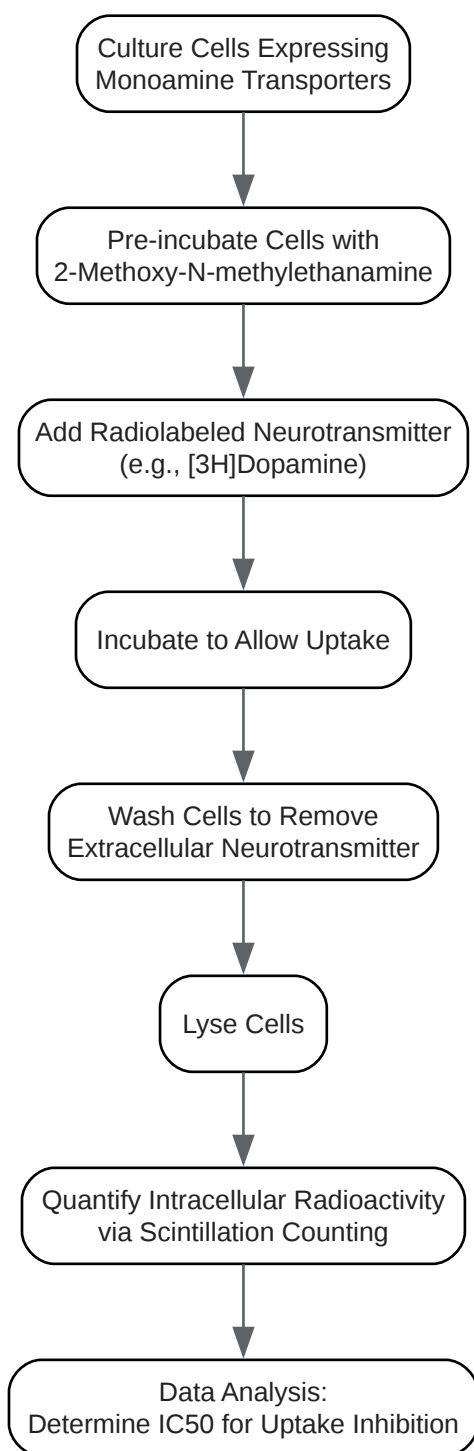 Culture Cells Expressing
Monoamine Transporters
Pre-incubate Cells with
2-Methoxy-N-methylethanamine
Add Radiolabeled Neurotransmitter
(e.g., [3H]Dopamine)
Incubate to Allow Uptake
Wash Cells to Remove
Extracellular Neurotransmitter
Lyse Cells
Quantify Intracellular Radioactivity
via Scintillation Counting
Data Analysis:
Determine IC50 for Uptake Inhibition